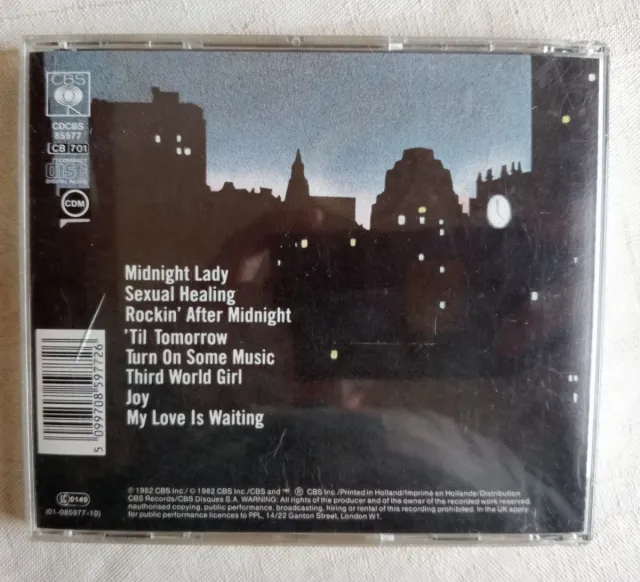 CBS
CDCBS
85977
CB 701
COMPACT
disc
DIGITAL AUDIO
CDM
Midnight Lady
Sexual Healing
Rockin' After Midnight
'Til Tomorrow
Turn On Some Music
Third World Girl
Joy
My Love Is Waiting
5 099708 597726
LC 0149
(01-085977-10)
© 1982 CBS Inc./ ℗ 1982 CBS Inc./CBS and ℗ CBS Inc./Printed in Holland/Imprimé en Hollande/Distribution
CBS Records/CBS Disques S.A. WARNING: All rights of the producer and of the owner of the recorded work reserved.
nauthorised copying, public performance, broadcasting, hiring or rental of this recording prohibited. In the UK apply
for public performance licences to PPL, 14/22 Ganton Street, London W1.